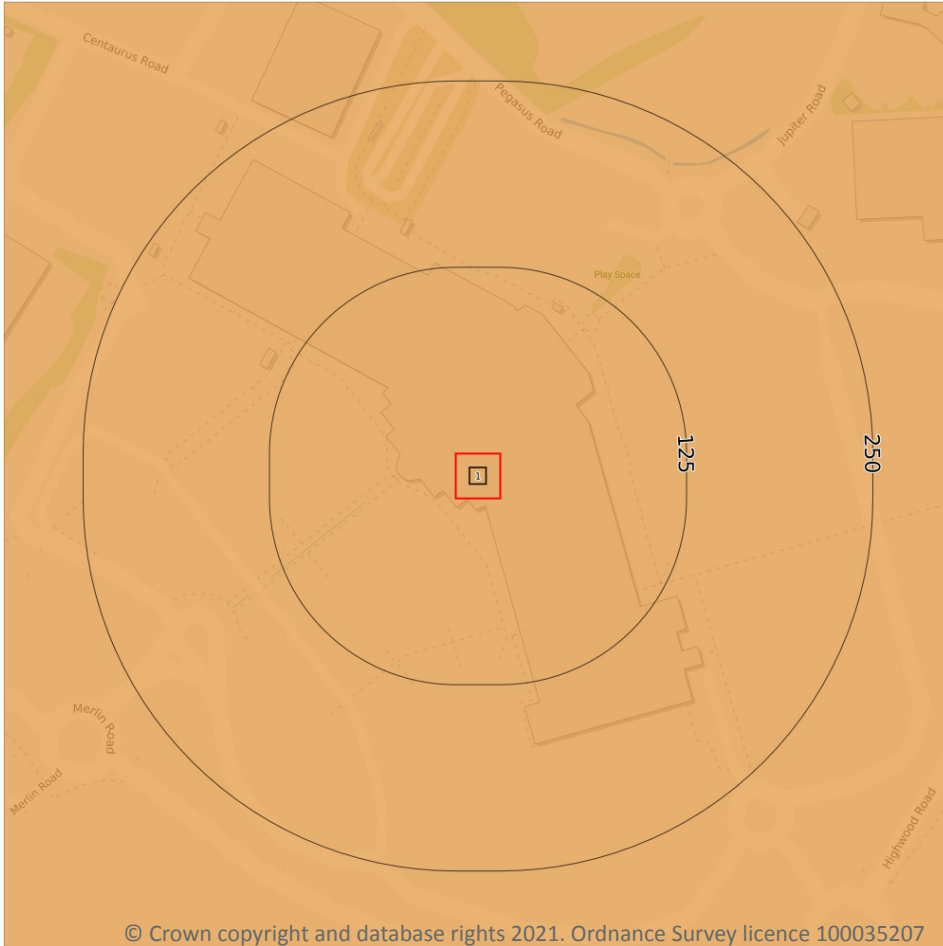 Centaurus Road
Pegasus Road
Jupiter Road
Play Space
125
250
1
Merlin Road
Merlin Road
Highwood Road
© Crown copyright and database rights 2021. Ordnance Survey licence 100035207